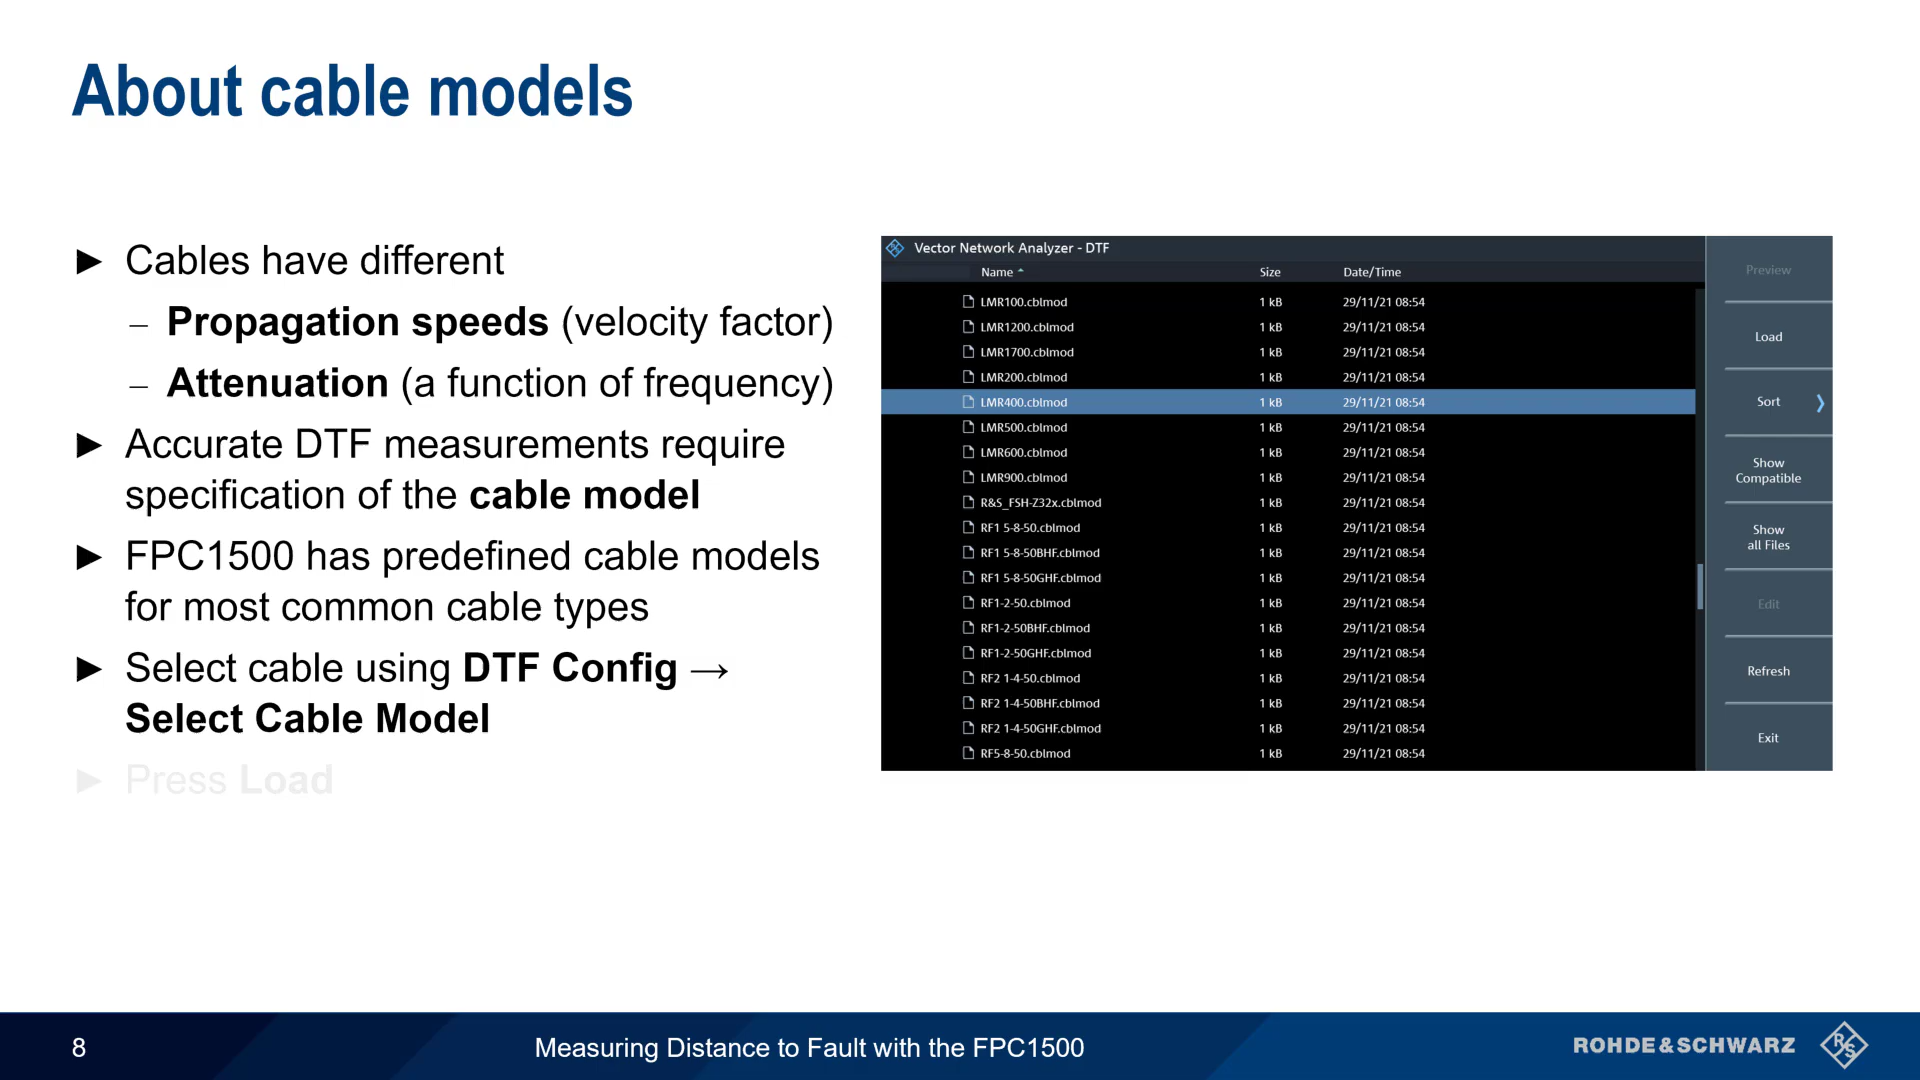 About cable models
► Cables have different
– Propagation speeds (velocity factor)
– Attenuation (a function of frequency)
► Accurate DTF measurements require
specification of the cable model
► FPC1500 has predefined cable models
for most common cable types
► Select cable using DTF Config →
Select Cable Model
► Press Load
Vector Network Analyzer - DTF
Name Size Date/Time
LMR100.cblmod 1 kB 29/11/21 08:54
LMR1200.cblmod 1 kB 29/11/21 08:54
LMR1700.cblmod 1 kB 29/11/21 08:54
LMR200.cblmod 1 kB 29/11/21 08:54
LMR400.cblmod 1 kB 29/11/21 08:54
LMR500.cblmod 1 kB 29/11/21 08:54
LMR600.cblmod 1 kB 29/11/21 08:54
LMR900.cblmod 1 kB 29/11/21 08:54
R&S_FSH-Z32x.cblmod 1 kB 29/11/21 08:54
RF1 5-8-50.cblmod 1 kB 29/11/21 08:54
RF1 5-8-50BHF.cblmod 1 kB 29/11/21 08:54
RF1 5-8-50GHF.cblmod 1 kB 29/11/21 08:54
RF1-2-50.cblmod 1 kB 29/11/21 08:54
RF1-2-50BHF.cblmod 1 kB 29/11/21 08:54
RF1-2-50GHF.cblmod 1 kB 29/11/21 08:54
RF2 1-4-50.cblmod 1 kB 29/11/21 08:54
RF2 1-4-50BHF.cblmod 1 kB 29/11/21 08:54
RF2 1-4-50GHF.cblmod 1 kB 29/11/21 08:54
RF5-8-50.cblmod 1 kB 29/11/21 08:54
Preview
Load
Sort
Show
Compatible
Show
all Files
Edit
Refresh
Exit
8
Measuring Distance to Fault with the FPC1500
ROHDE&SCHWARZ
R&S